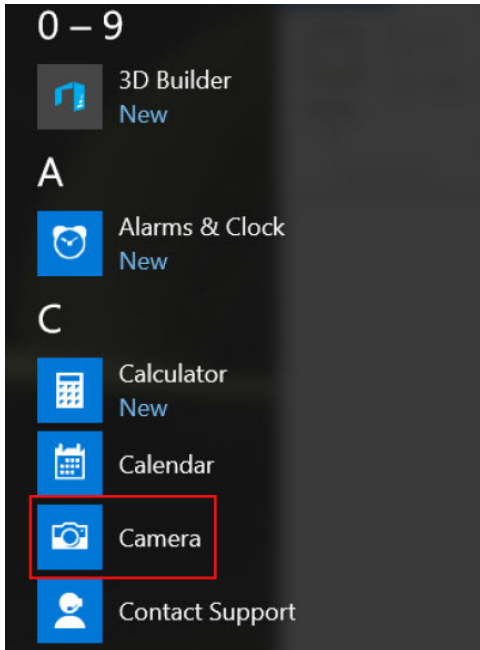 0 – 9
3D Builder
New
A
Alarms & Clock
New
C
Calculator
New
Calendar
Camera
Contact Support